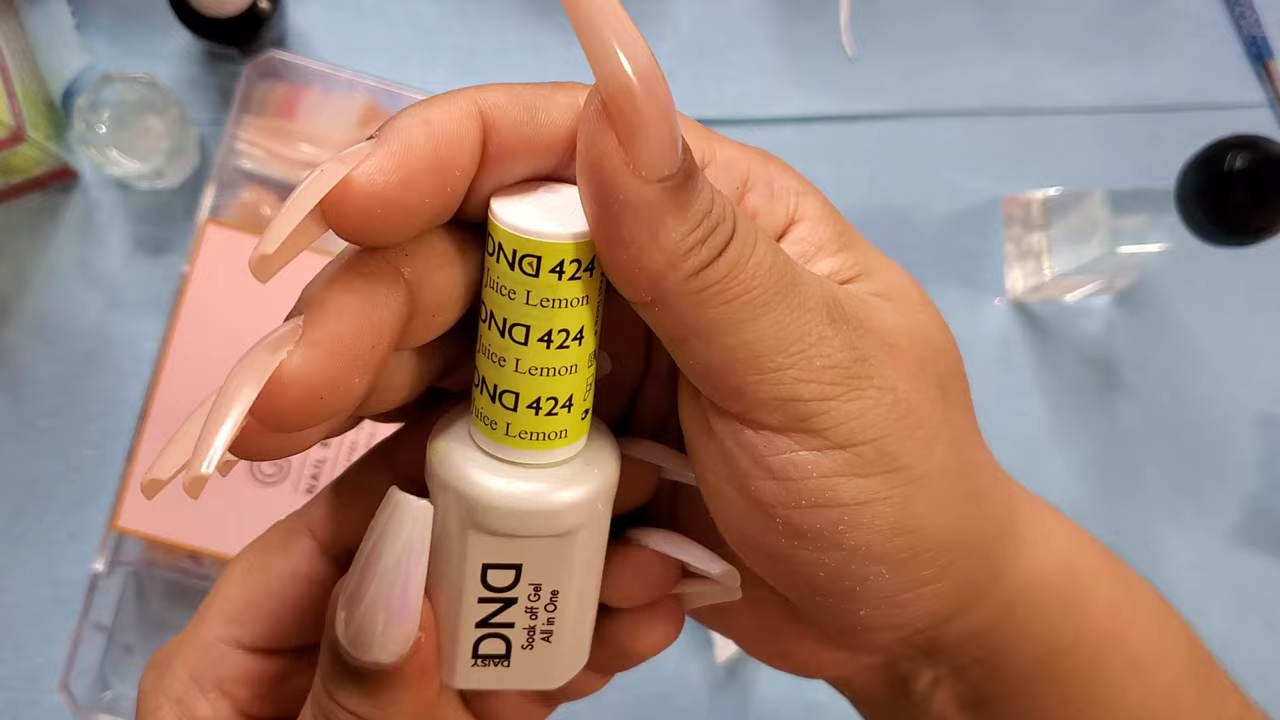 DND 424
Juice Lemon
DND 424
Juice Lemon
DND 424
Juice Lemon
DAISY
DND
Soak off Gel
All in One
NAIL